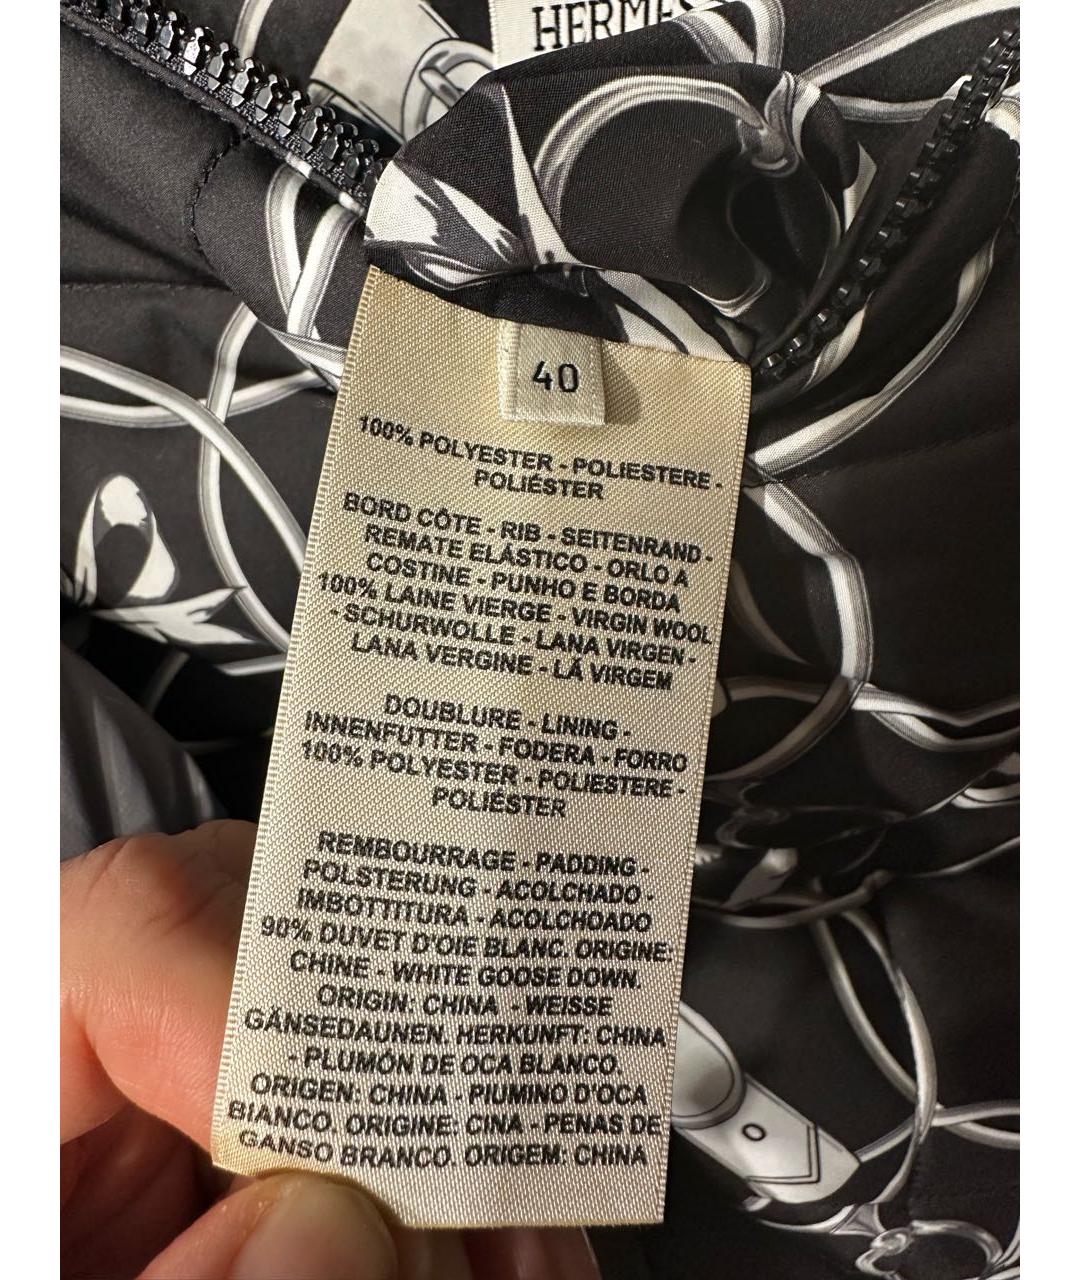 HERMES
40
100% POLYESTER - POLIESTERE -
POLIÉSTER
BORD CÔTE - RIB - SEITENRAND -
REMATE ELÁSTICO - ORLO A
COSTINE - PUNHO E BORDA
100% LAINE VIERGE - VIRGIN WOOL
- SCHURWOLLE - LANA VIRGEN -
LANA VERGINE - LÃ VIRGEM
DOUBLURE - LINING -
INNENFUTTER - FODERA - FORRO
100% POLYESTER - POLIESTERE -
POLIÉSTER
REMBOURRAGE - PADDING -
POLSTERUNG - ACOLCHADO -
IMBOTTITURA - ACOLCHOADO
90% DUVET D'OIE BLANC. ORIGINE:
CHINE - WHITE GOOSE DOWN.
ORIGIN: CHINA - WEISSE
GÄNSEDAUNEN. HERKUNFT: CHINA
- PLUMÓN DE OCA BLANCO.
ORIGEN: CHINA - PIUMINO D'OCA
BIANCO. ORIGINE: CINA - PENAS DE
GANSO BRANCO. ORIGEM: CHINA